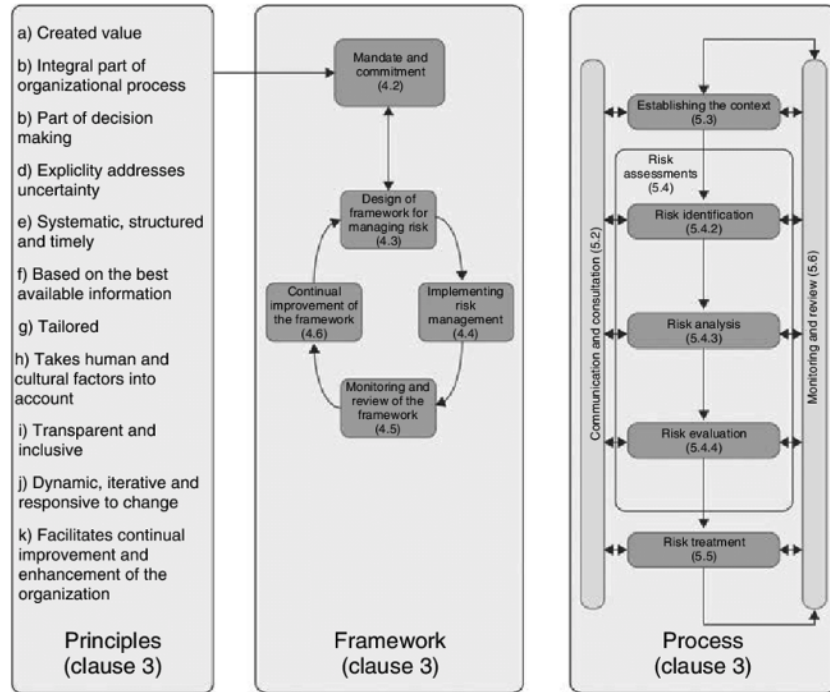 a) Created value
b) Integral part of
organizational process
b) Part of decision
making
d) Expliclity addresses
uncertainty
e) Systematic, structured
and timely
f) Based on the best
available information
g) Tailored
h) Takes human and
cultural factors into
account
i) Transparent and
inclusive
j) Dynamic, iterative and
responsive to change
k) Facilitates continual
improvement and
enhancement of the
organization
Principles
(clause 3)
Mandate and
commitment
(4.2)
Design of
framework for
managing risk
(4.3)
Continual
improvement of
the framework
(4.6)
Implementing
risk
management
(4.4)
Monitoring and
review of the
framework
(4.5)
Framework
(clause 3)
Communication and consultation (5.2)
Establishing the context
(5.3)
Risk
assessments
(5.4)
Risk identification
(5.4.2)
Risk analysis
(5.4.3)
Risk evaluation
(5.4.4)
Risk treatment
(5.5)
Monitoring and review (5.6)
Process
(clause 3)